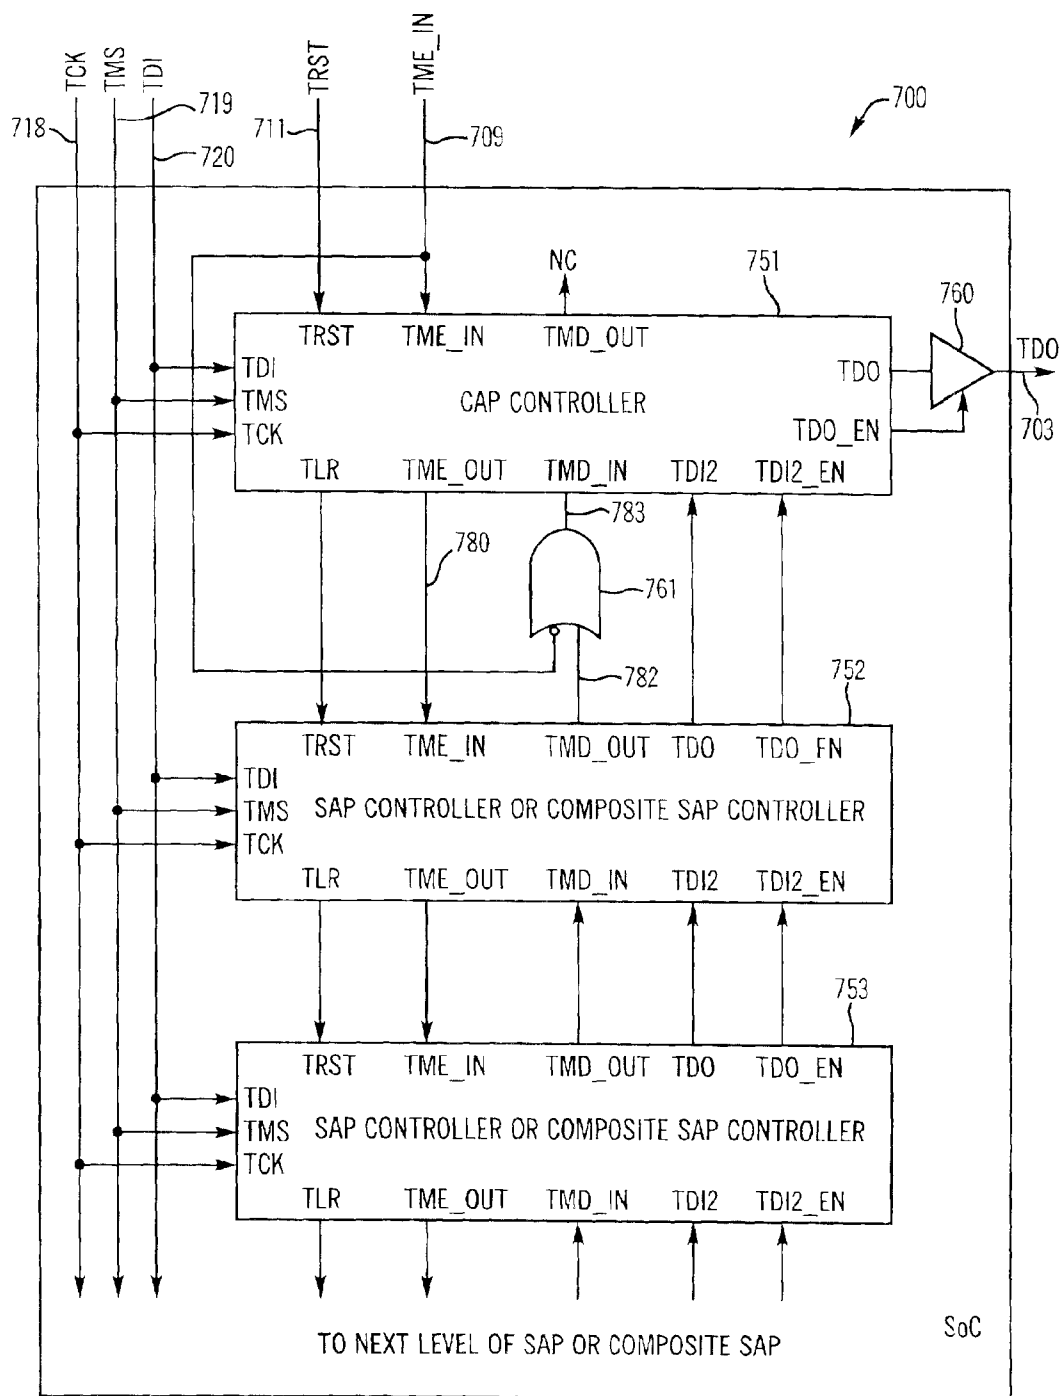 TCK
TMS
TDI
TRST
TME_IN
718
719
720
711
709
700
NC
751
760
TRST
TME_IN
TMD_OUT
TDI
TMS
TCK
CAP CONTROLLER
TDO
TDO_EN
TDO
703
TLR
TME_OUT
TMD_IN
TDI2
TDI2_EN
783
780
761
782
752
TRST
TME_IN
TMD_OUT
TDO
TDO_EN
TDI
TMS
TCK
SAP CONTROLLER OR COMPOSITE SAP CONTROLLER
TLR
TME_OUT
TMD_IN
TDI2
TDI2_EN
753
TRST
TME_IN
TMD_OUT
TDO
TDO_EN
TDI
TMS
TCK
SAP CONTROLLER OR COMPOSITE SAP CONTROLLER
TLR
TME_OUT
TMD_IN
TDI2
TDI2_EN
TO NEXT LEVEL OF SAP OR COMPOSITE SAP
SoC